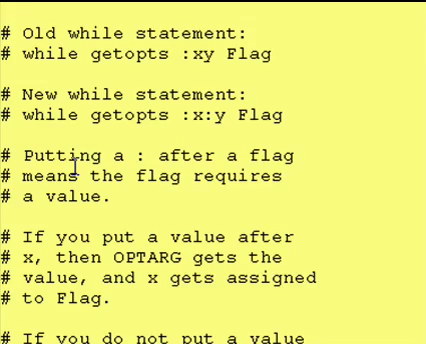 # Old while statement:
# while getopts :xy Flag
# New while statement:
# while getopts :x:y Flag
# Putting a : after a flag
# means the flag requires
# a value.
# If you put a value after
# x, then OPTARG gets the
# value, and x gets assigned
# to Flag.
# If you do not put a value